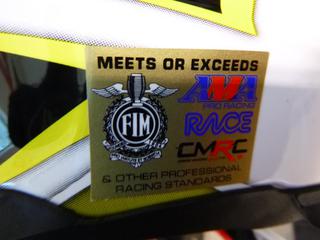 MEETS OR EXCEEDS
AMA
PRO RACING
FIM
RACE
CMRC
& OTHER PROFESSIONAL
RACING STANDARDS